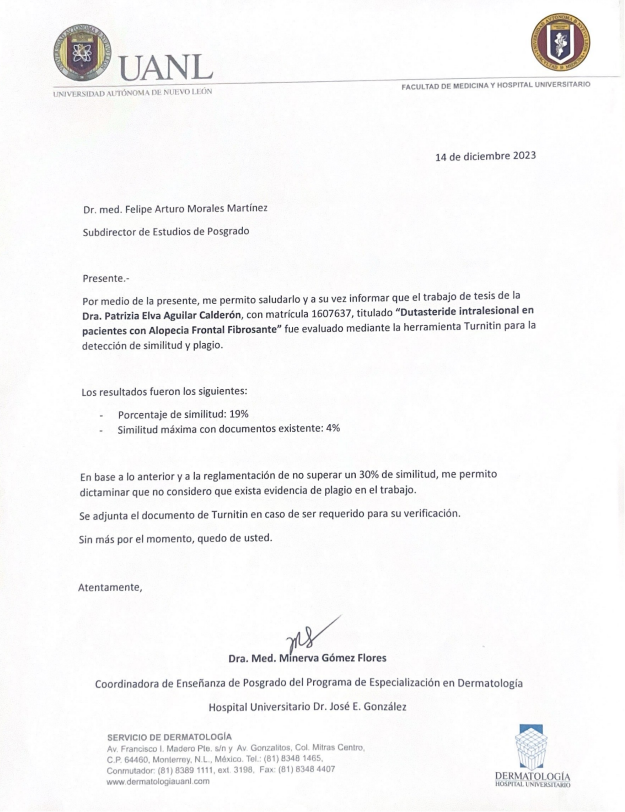 UANL
UNIVERSIDAD AUTÓNOMA DE NUEVO LEÓN
FACULTAD DE MEDICINA Y HOSPITAL UNIVERSITARIO
14 de diciembre 2023
Dr. med. Felipe Arturo Morales Martínez
Subdirector de Estudios de Posgrado
Presente.-
Por medio de la presente, me permito saludarlo y a su vez informar que el trabajo de tesis de la
Dra. Patrizia Elva Aguilar Calderón, con matrícula 1607637, titulado “Dutasteride intralesional en
pacientes con Alopecia Frontal Fibrosante” fue evaluado mediante la herramienta Turnitin para la
detección de similitud y plagio.
Los resultados fueron los siguientes:
- Porcentaje de similitud: 19%
- Similitud máxima con documentos existente: 4%
En base a lo anterior y a la reglamentación de no superar un 30% de similitud, me permito
dictaminar que no considero que exista evidencia de plagio en el trabajo.
Se adjunta el documento de Turnitin en caso de ser requerido para su verificación.
Sin más por el momento, quedo de usted.
Atentamente,
Dra. Med. Minerva Gómez Flores
Coordinadora de Enseñanza de Posgrado del Programa de Especialización en Dermatología
Hospital Universitario Dr. José E. González
SERVICIO DE DERMATOLOGÍA
Av. Francisco I. Madero Pte. s/n y Av. Gonzalitos, Col. Mitras Centro,
C.P. 64460, Monterrey, N.L., México. Tel.: (81) 8348 1465,
Conmutador: (81) 8389 1111, ext. 3198, Fax: (81) 8348 4407
www.dermatologiauanl.com
DERMATOLOGÍA
HOSPITAL UNIVERSITARIO